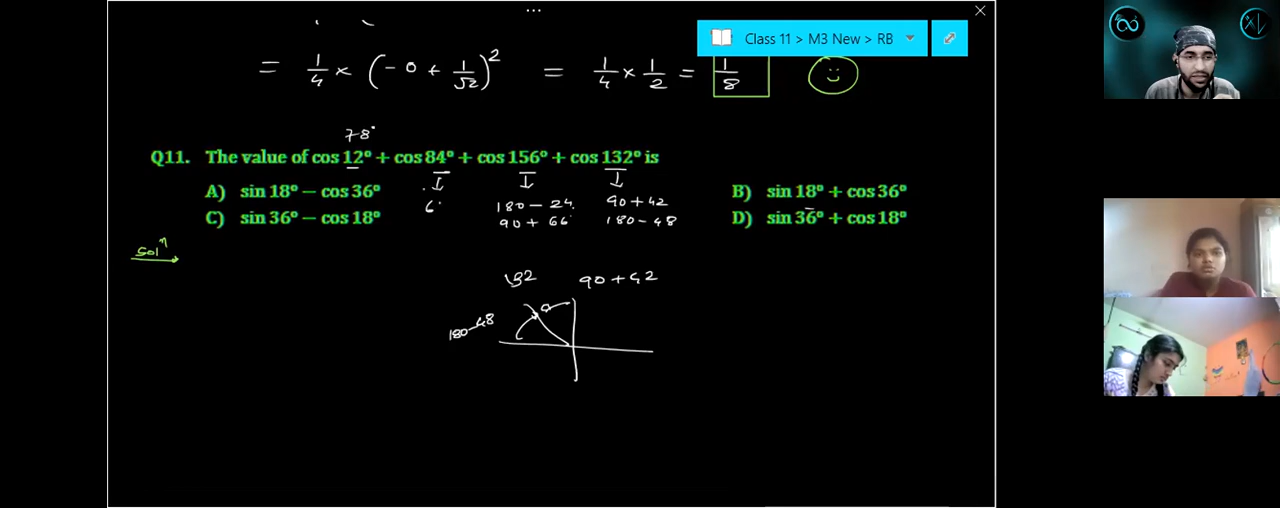 ...
= 1/4 × (-0 + 1/√2)² = 1/4 × 1/2 = 1/8
Class 11 > M3 New > RB
78°
Q11. The value of cos 12° + cos 84° + cos 156° + cos 132° is
A) sin 18° − cos 36°
B) sin 18° + cos 36°
C) sin 36° − cos 18°
D) sin 36° + cos 18°
6°
180 − 24
90 + 42
90 + 66
180 − 48
Solⁿ
132
90 + 42
180−48